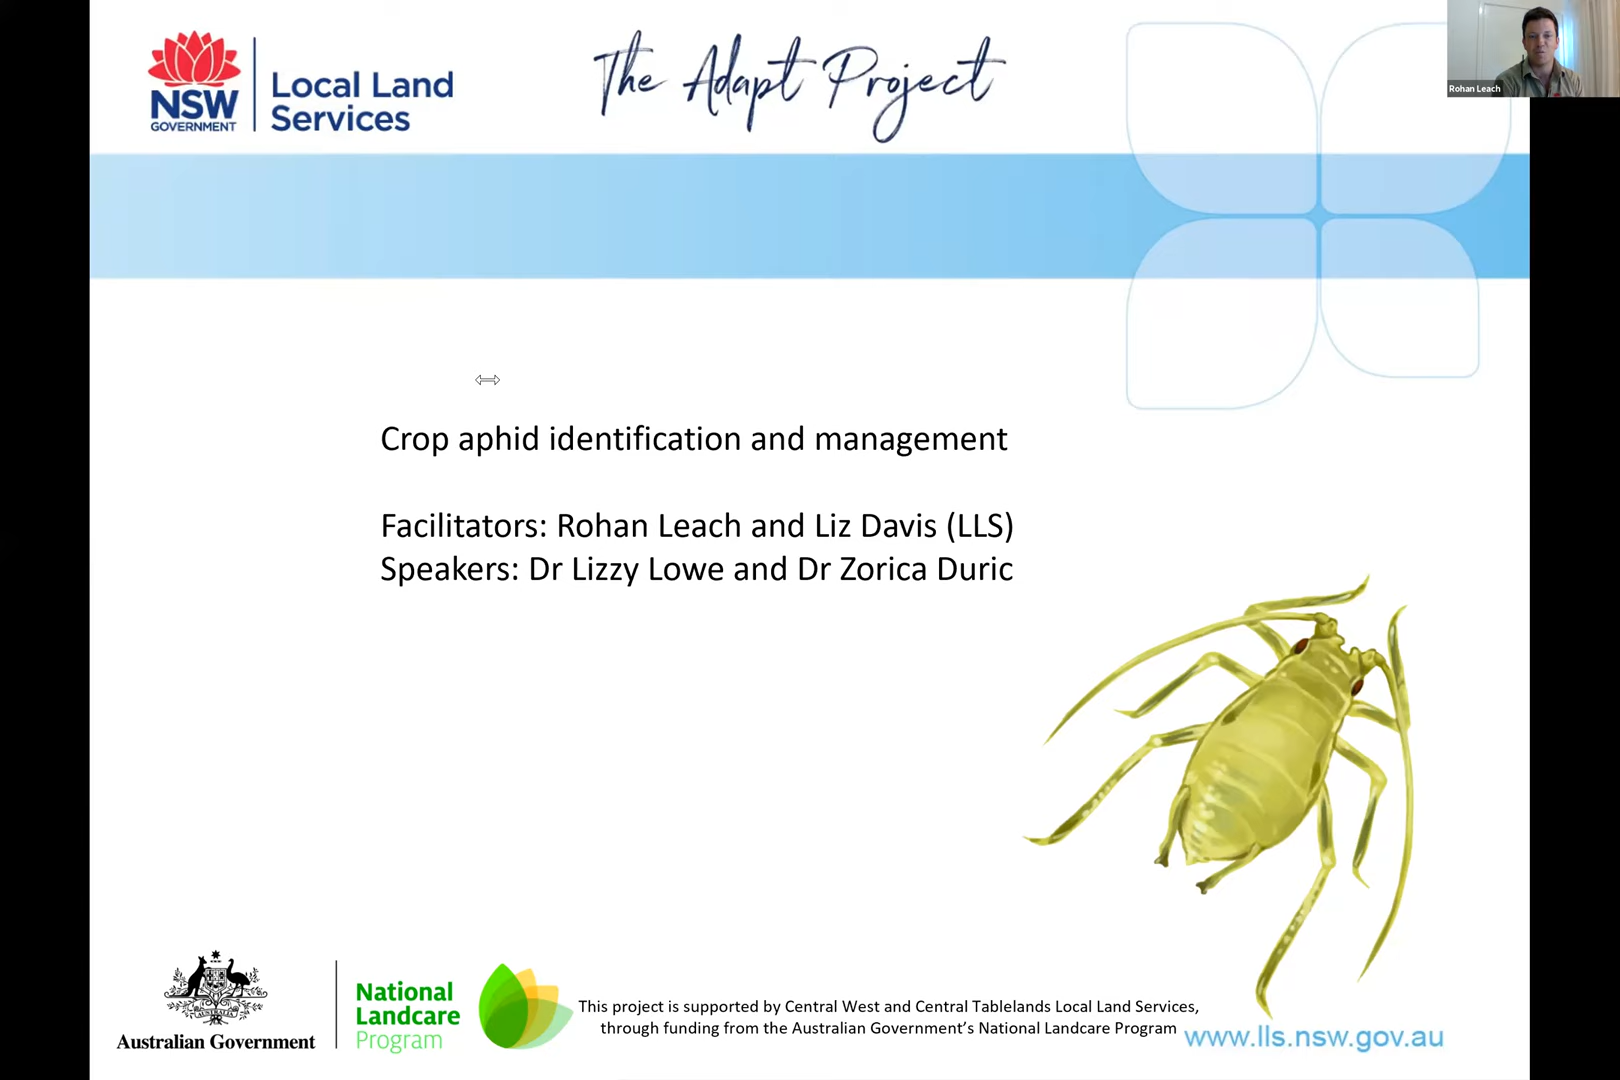 NSW
GOVERNMENT
Local Land
Services
The Adapt Project
Rohan Leach
Crop aphid identification and management
Facilitators: Rohan Leach and Liz Davis (LLS)
Speakers: Dr Lizzy Lowe and Dr Zorica Duric
Australian Government
National
Landcare
Program
This project is supported by Central West and Central Tablelands Local Land Services,
through funding from the Australian Government's National Landcare Program
www.lls.nsw.gov.au